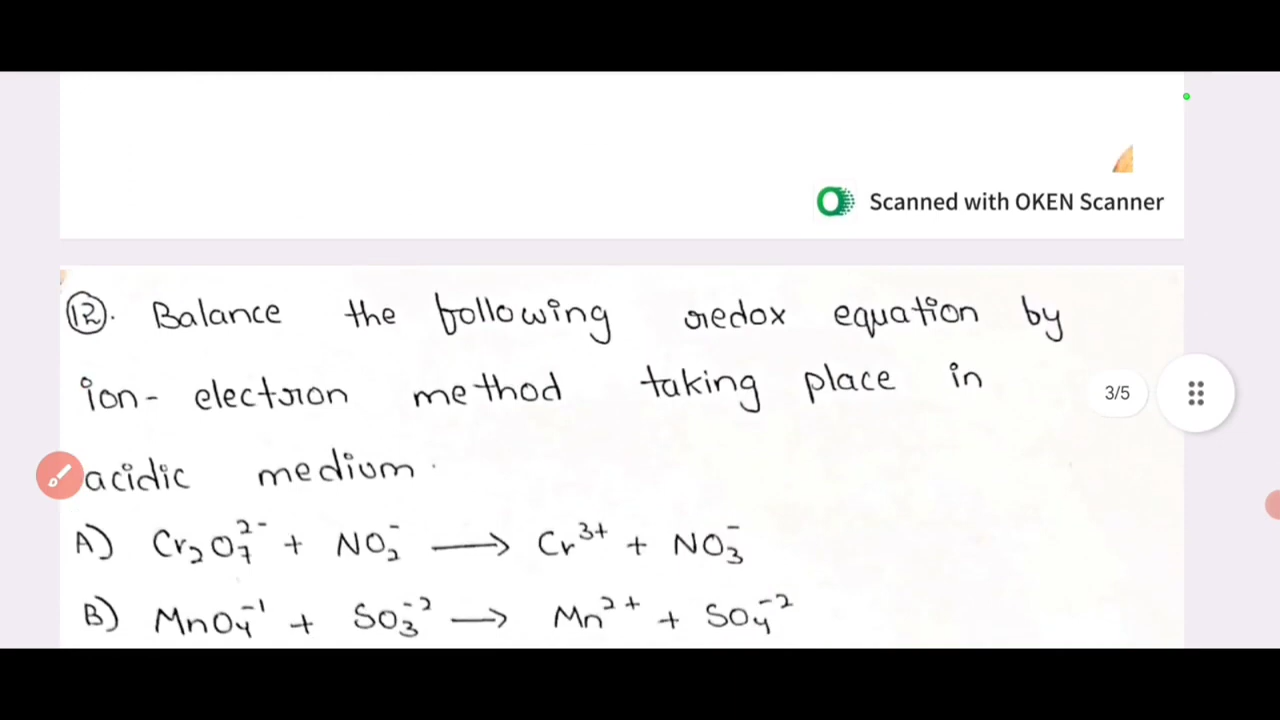 Scanned with OKEN Scanner
12. Balance the following redox equation by
ion-electron method taking place in
3/5
acidic medium.
A) Cr₂O₇²⁻ + NO₂⁻ ⟶ Cr³⁺ + NO₃⁻
B) MnO₄⁻¹ + SO₃⁻² ⟶ Mn²⁺ + SO₄⁻²